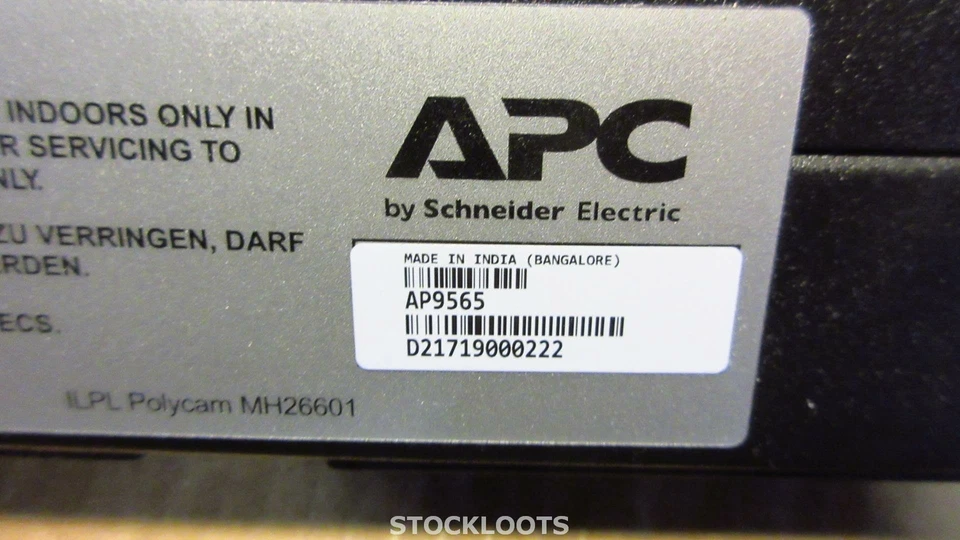 INDOORS ONLY IN
R SERVICING TO
NLY.
ZU VERRINGEN, DARF
ERDEN.
ECS.
ILPL Polycam MH26601
APC
by Schneider Electric
MADE IN INDIA (BANGALORE)
AP9565
D21719000222
STOCKLOOTS